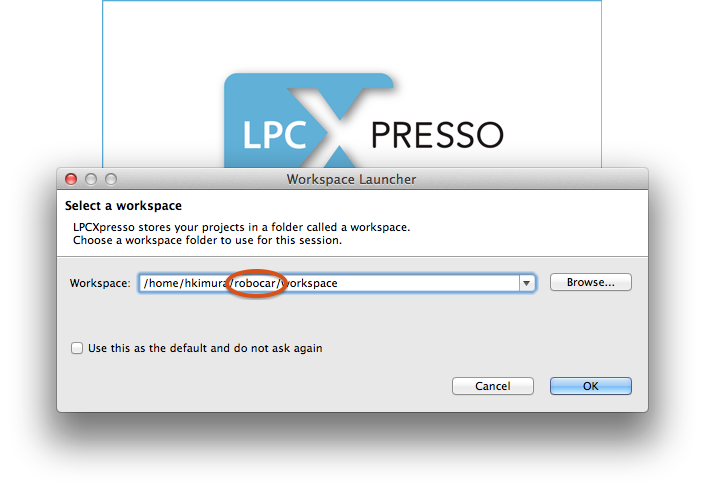 LPC PRESSO
Workspace Launcher
Select a workspace
LPCXpresso stores your projects in a folder called a workspace.
Choose a workspace folder to use for this session.
Workspace: /home/hkimura/robocar/workspace Browse...
Use this as the default and do not ask again
Cancel OK